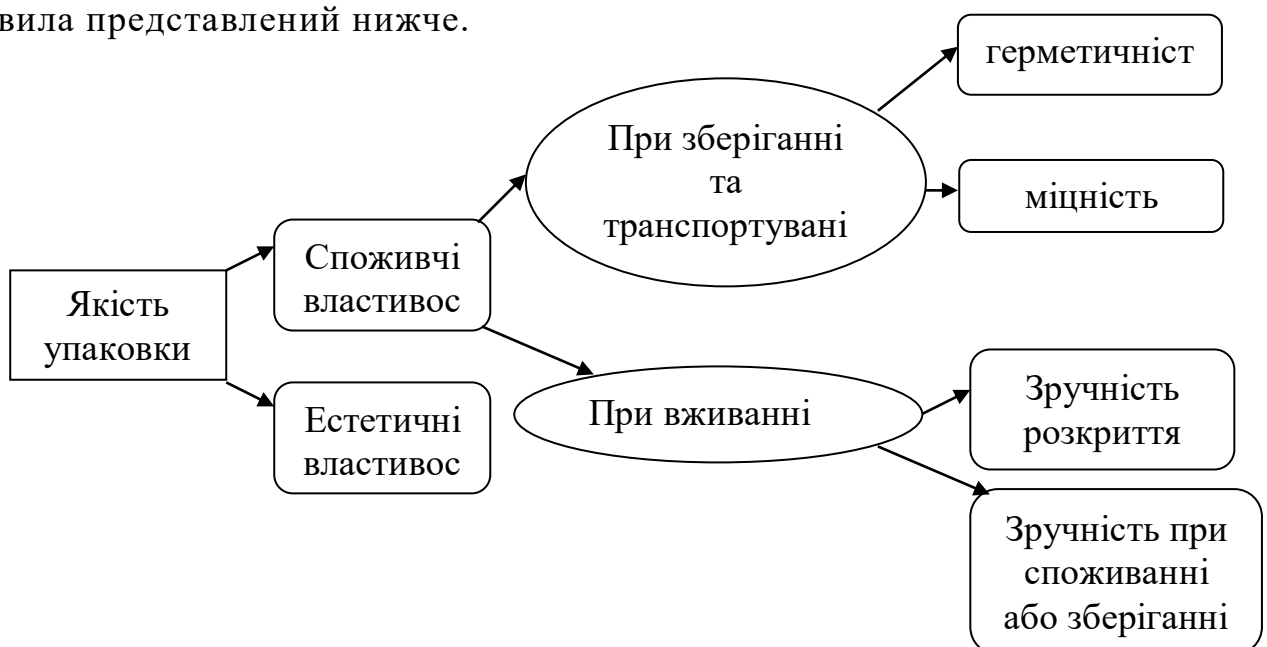 вила представлений нижче.
герметичніст
При зберіганні
та
транспортувані
міцність
Споживчі
властивос
Якість
упаковки
Естетичні
властивос
При вживанні
Зручність
розкриття
Зручність при
споживанні
або зберіганні